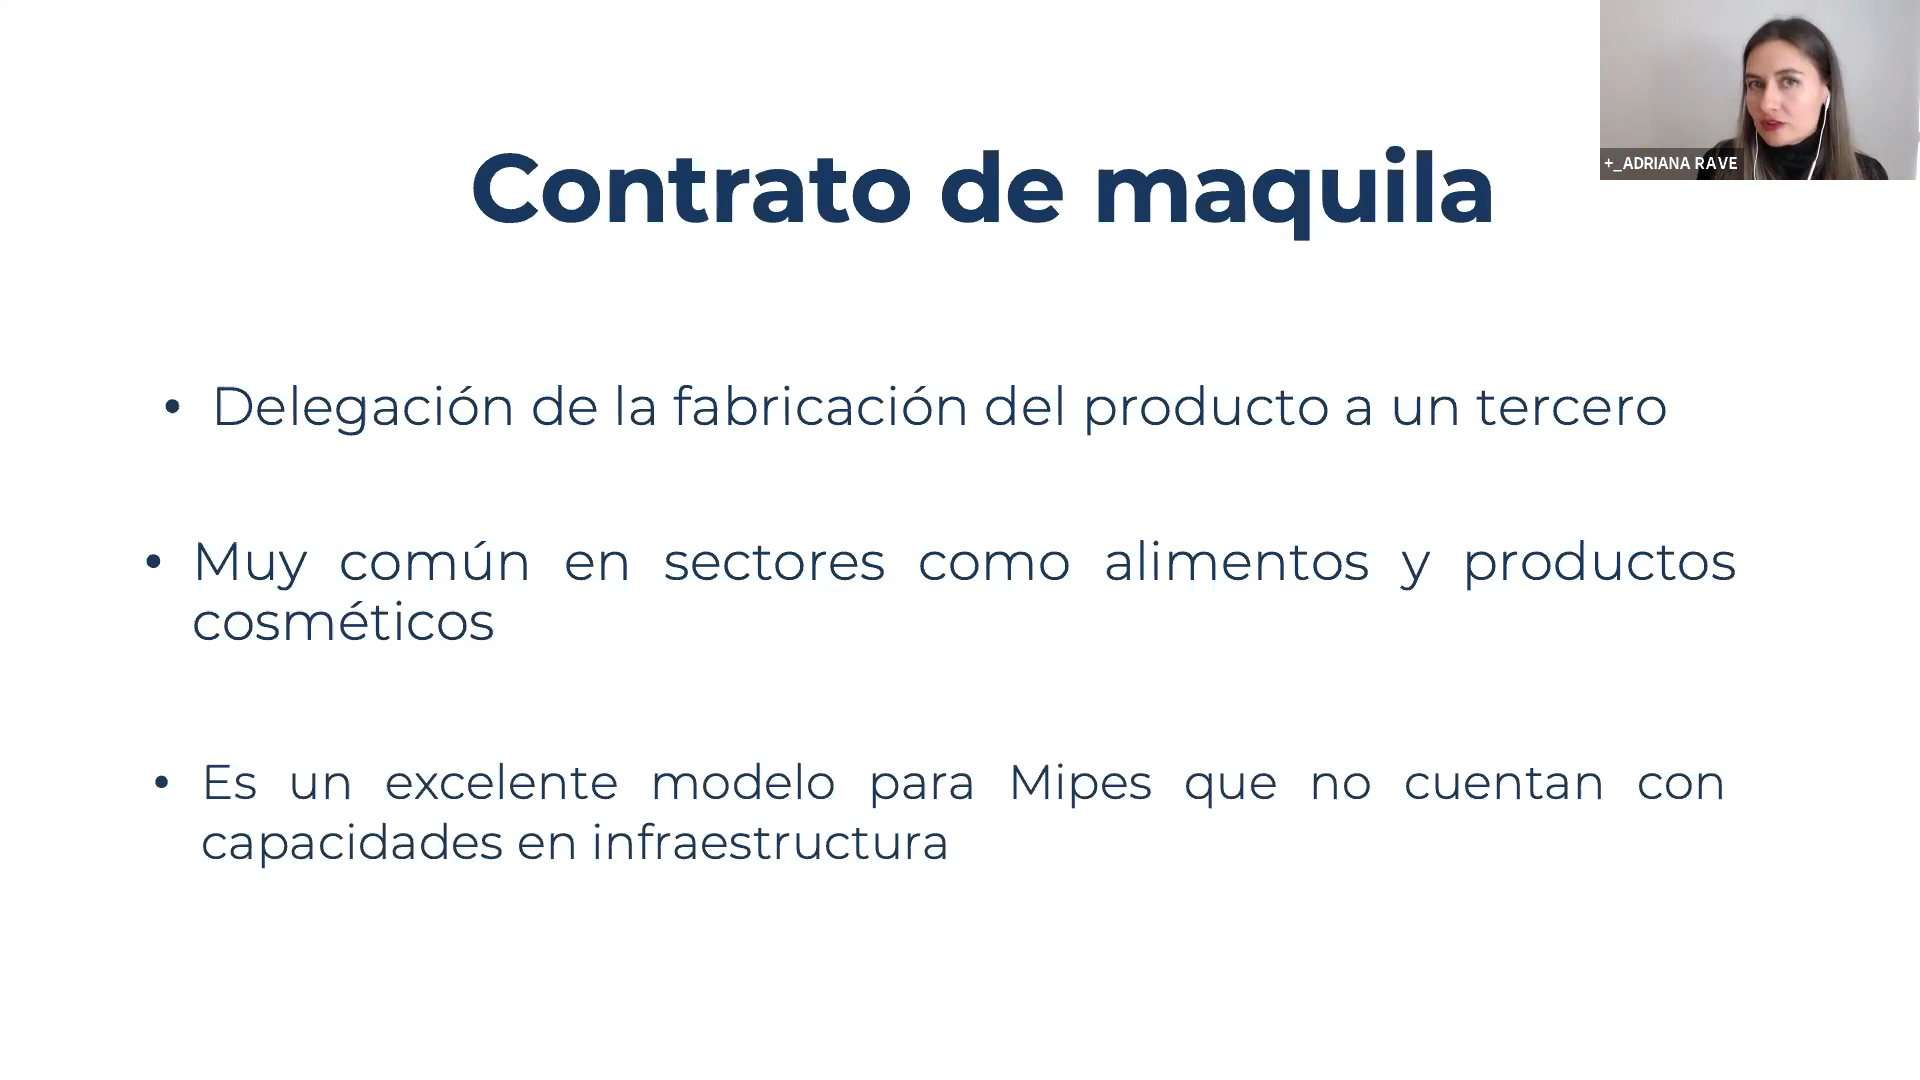 +_ADRIANA RAVE
Contrato de maquila
• Delegación de la fabricación del producto a un tercero
• Muy común en sectores como alimentos y productos
cosméticos
• Es un excelente modelo para Mipes que no cuentan con
capacidades en infraestructura